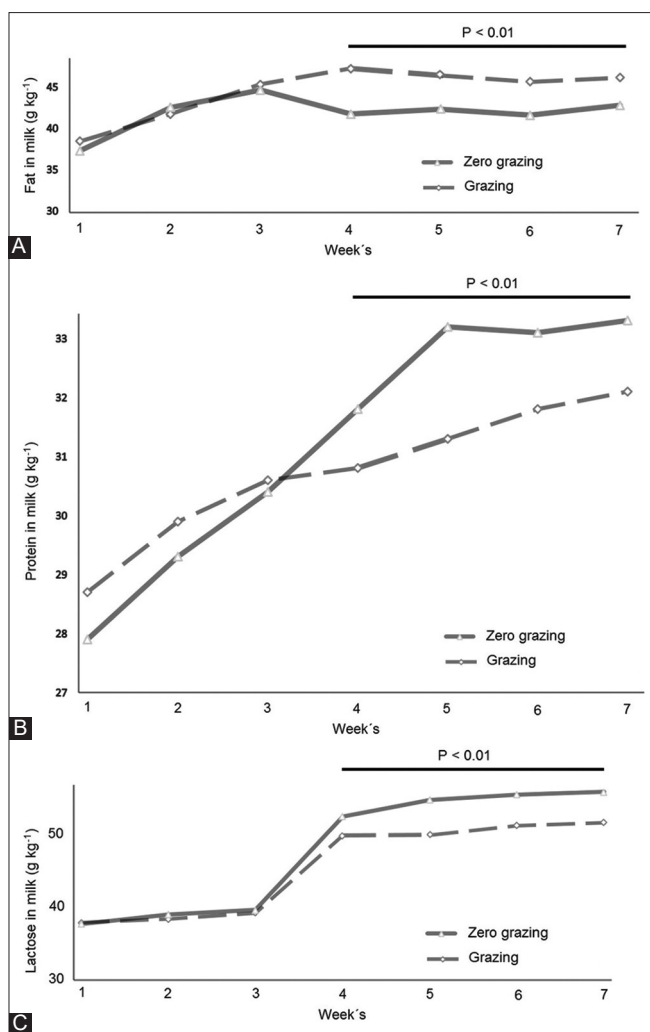 P < 0.01
45
40
35
30
Fat in milk (g kg⁻¹)
Zero grazing
Grazing
1 2 3 4 5 6 7
Week´s
A
P < 0.01
33
32
31
30
29
28
27
Protein in milk (g kg⁻¹)
Zero grazing
Grazing
1 2 3 4 5 6 7
Week´s
B
P < 0.01
50
40
30
Lactose in milk (g kg⁻¹)
Zero grazing
Grazing
1 2 3 4 5 6 7
Week´s
C